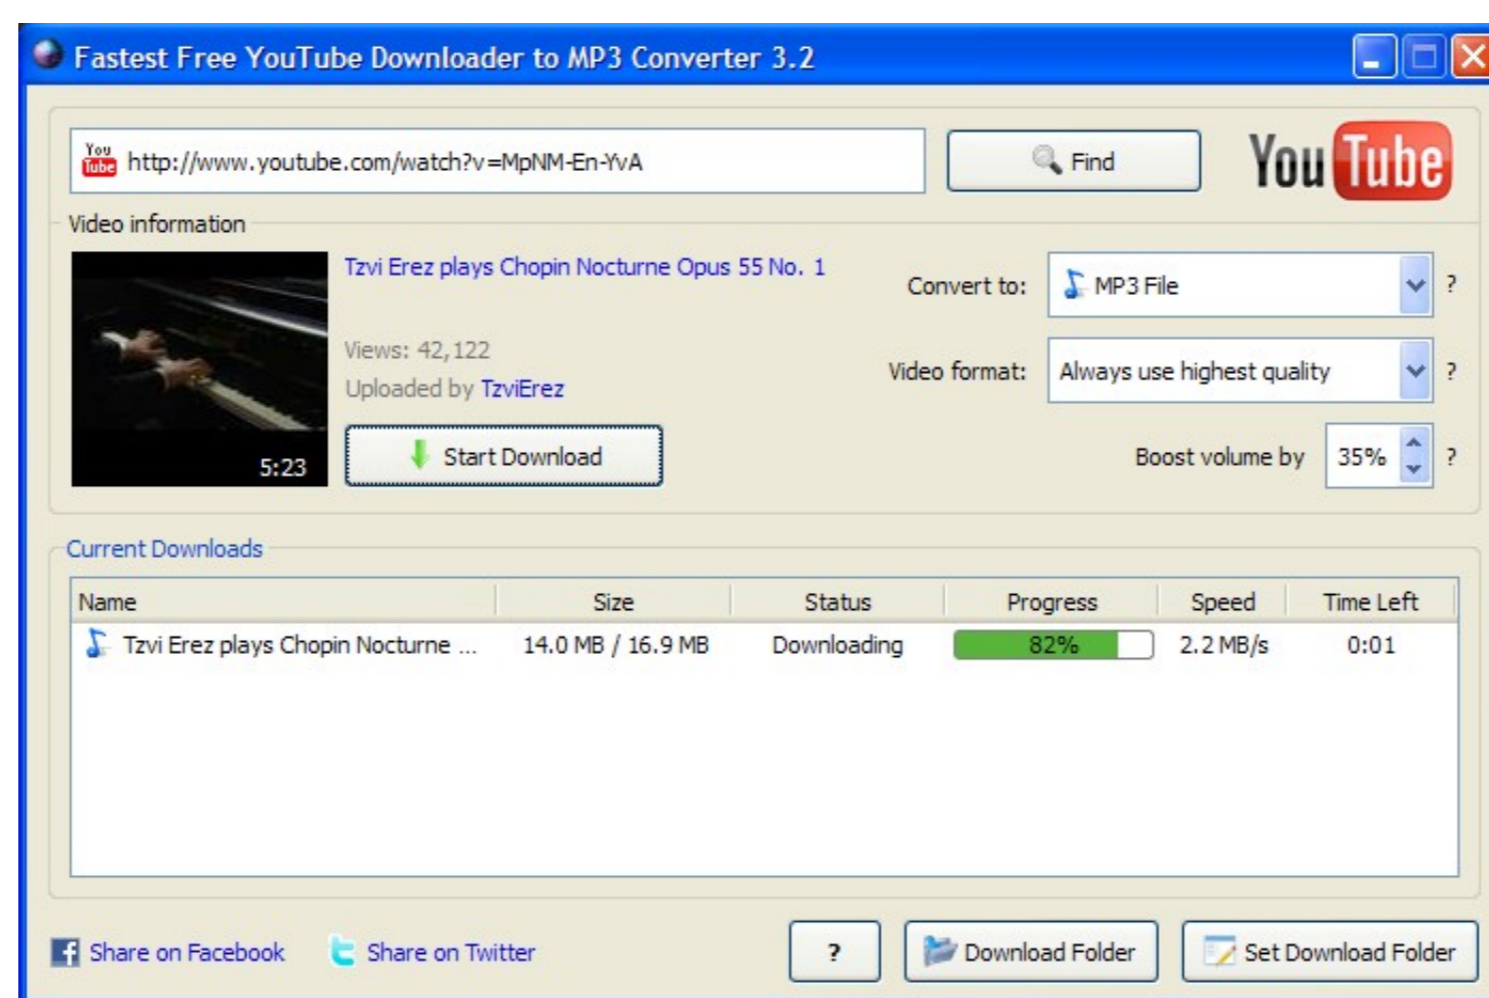 Fastest Free YouTube Downloader to MP3 Converter 3.2
You Tube http://www.youtube.com/watch?v=MpNM-En-YvA Find You Tube
Video information
Tzvi Erez plays Chopin Nocturne Opus 55 No. 1 Convert to: MP3 File ?
Views: 42,122
Uploaded by TzviErez Video format: Always use highest quality ?
5:23 Start Download Boost volume by 35% ?
Current Downloads
Name Size Status Progress Speed Time Left
Tzvi Erez plays Chopin Nocturne ... 14.0 MB / 16.9 MB Downloading 82% 2.2 MB/s 0:01
f Share on Facebook t Share on Twitter ? Download Folder Set Download Folder